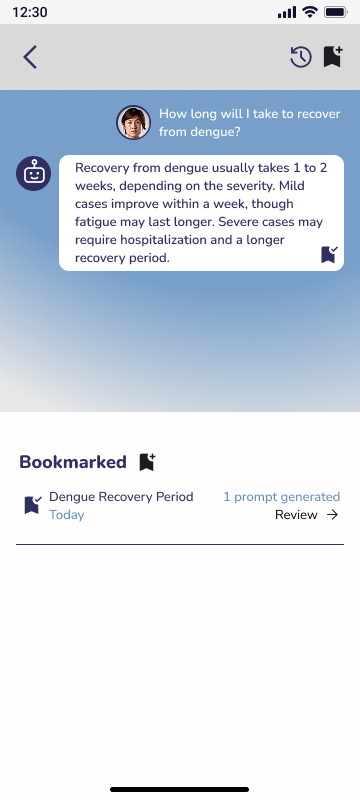 12:30
How long will I take to recover
from dengue?
Recovery from dengue usually takes 1 to 2
weeks, depending on the severity. Mild
cases improve within a week, though
fatigue may last longer. Severe cases may
require hospitalization and a longer
recovery period.
Bookmarked
Dengue Recovery Period 1 prompt generated
Today Review